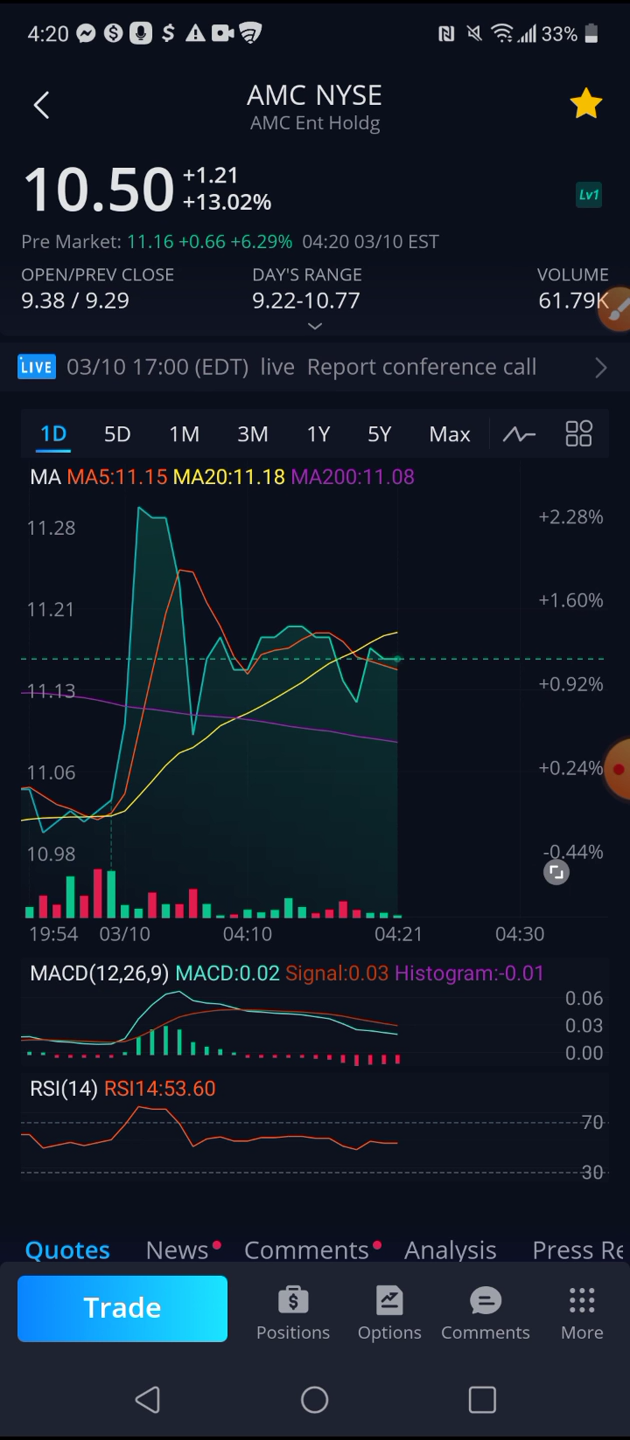 4:20 33%
AMC NYSE
AMC Ent Holdg
10.50 +1.21
+13.02%
Lv1
Pre Market: 11.16 +0.66 +6.29% 04:20 03/10 EST
OPEN/PREV CLOSE DAY'S RANGE VOLUME
9.38 / 9.29 9.22-10.77 61.79K
LIVE 03/10 17:00 (EDT) live Report conference call
1D 5D 1M 3M 1Y 5Y Max
MA MA5:11.15 MA20:11.18 MA200:11.08
11.28 +2.28%
11.21 +1.60%
11.13 +0.92%
11.06 +0.24%
10.98 -0.44%
19:54 03/10 04:10 04:21 04:30
MACD(12,26,9) MACD:0.02 Signal:0.03 Histogram:-0.01
0.06
0.03
0.00
RSI(14) RSI14:53.60
70
30
Quotes News Comments Analysis Press Re
Trade Positions Options Comments More